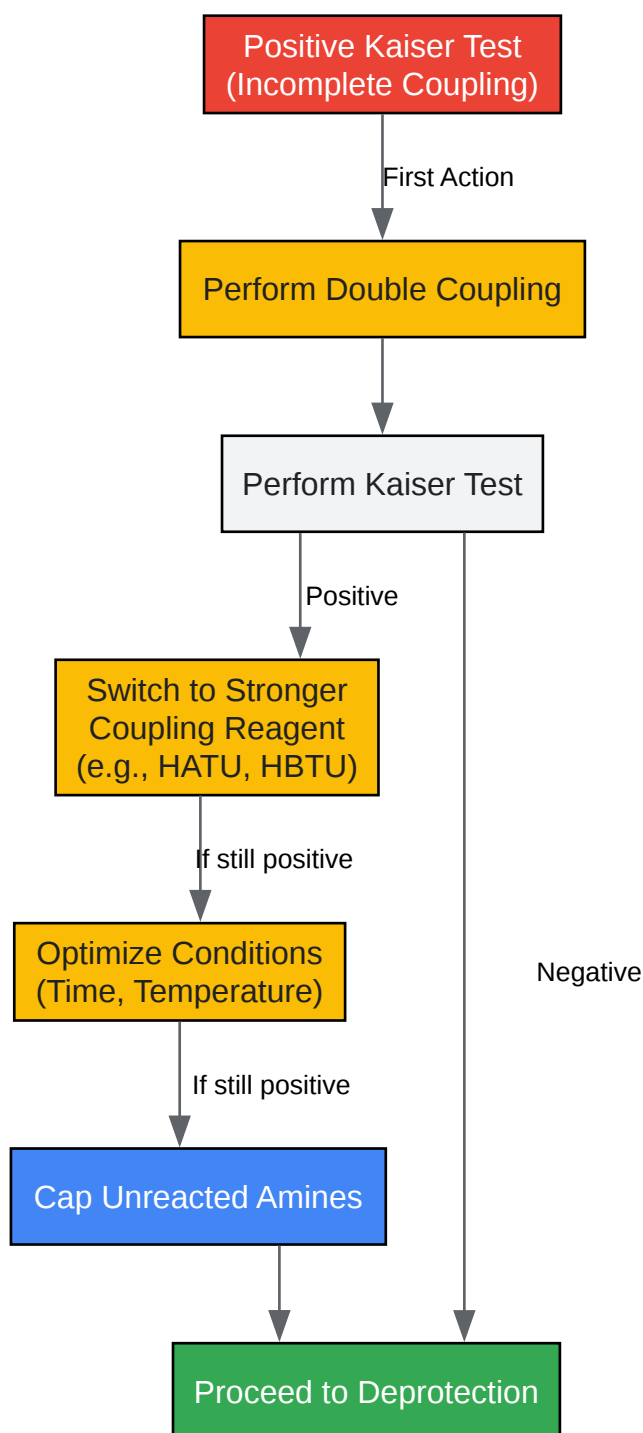 Positive Kaiser Test
(Incomplete Coupling)
First Action
Perform Double Coupling
Perform Kaiser Test
Positive
Switch to Stronger
Coupling Reagent
(e.g., HATU, HBTU)
If still positive
Optimize Conditions
(Time, Temperature)
Negative
If still positive
Cap Unreacted Amines
Proceed to Deprotection